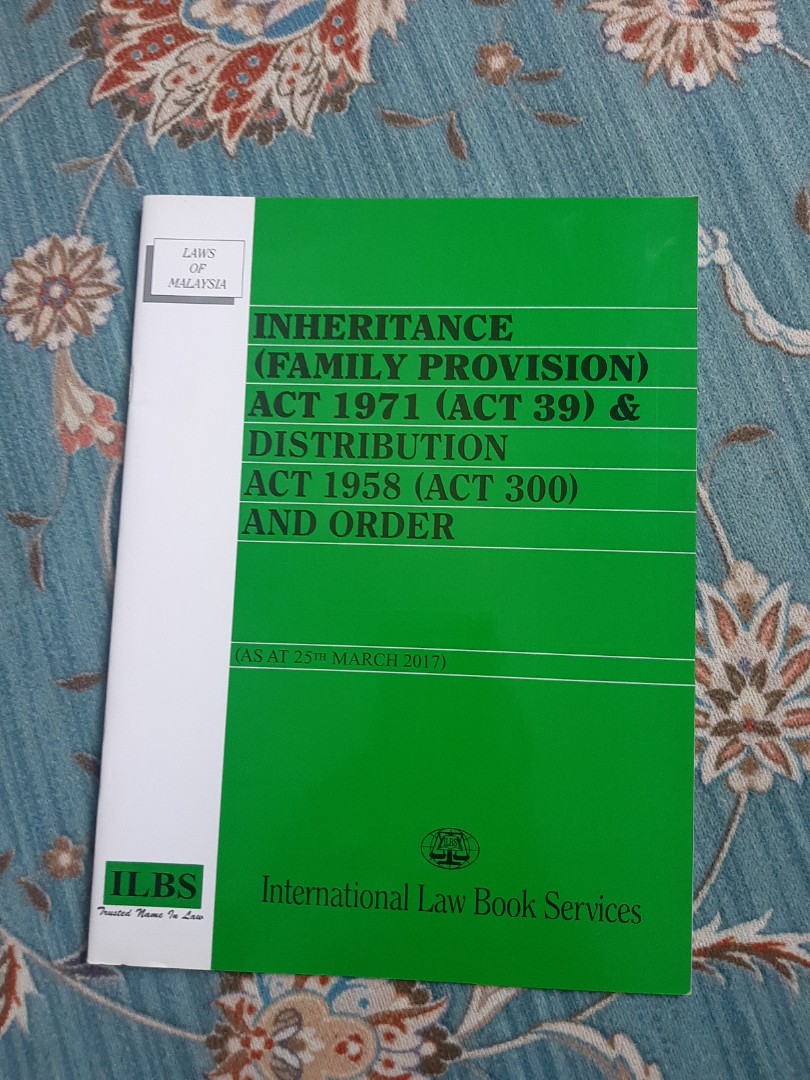 LAWS
OF
MALAYSIA
INHERITANCE
(FAMILY PROVISION)
ACT 1971 (ACT 39) &
DISTRIBUTION
ACT 1958 (ACT 300)
AND ORDER
(AS AT 25TH MARCH 2017)
ILBS
International Law Book Services
ILBS
Trusted Name In Law